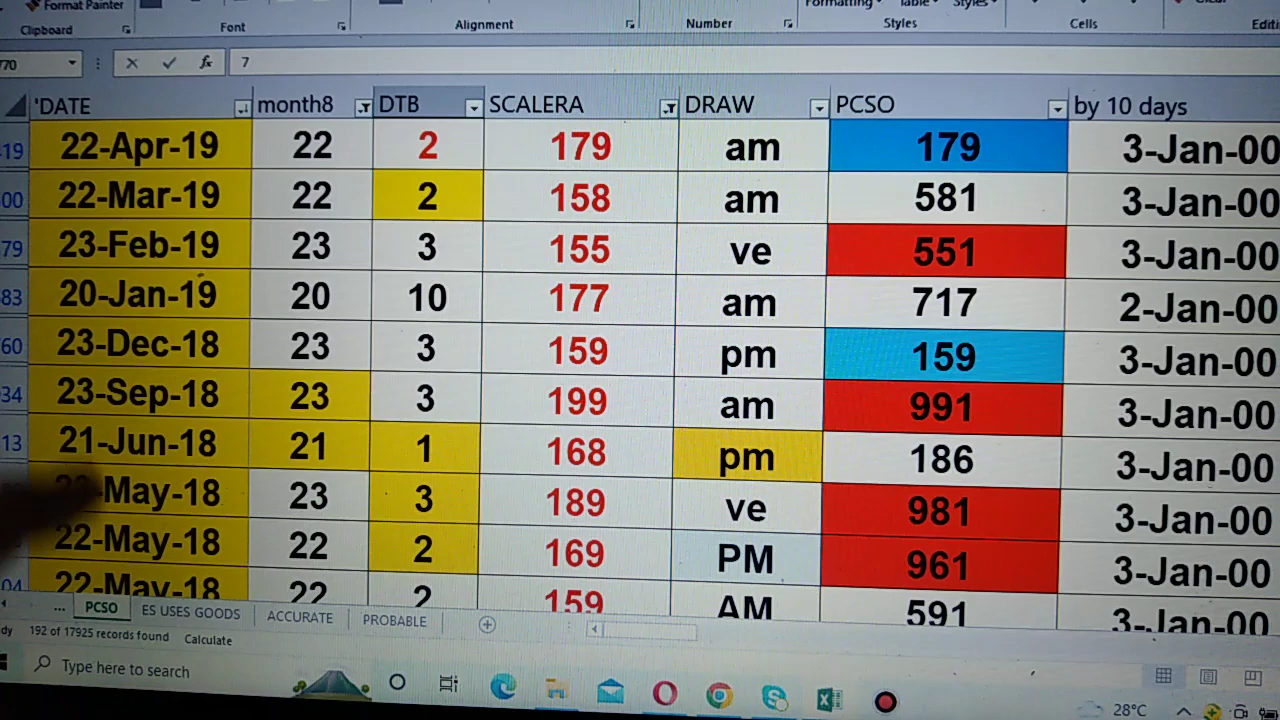 Format Painter
Clipboard Font Alignment Number Styles Cells
7
'DATE month8 DTB SCALERA DRAW PCSO by 10 days
22-Apr-19 22 2 179 am 179 3-Jan-00
22-Mar-19 22 2 158 am 581 3-Jan-00
23-Feb-19 23 3 155 ve 551 3-Jan-00
20-Jan-19 20 10 177 am 717 2-Jan-00
23-Dec-18 23 3 159 pm 159 3-Jan-00
23-Sep-18 23 3 199 am 991 3-Jan-00
21-Jun-18 21 1 168 pm 186 3-Jan-00
-May-18 23 3 189 ve 981 3-Jan-00
22-May-18 22 2 169 PM 961 3-Jan-00
22-May-18 22 2 159 AM 591 3-Jan-00
... PCSO ES USES GOODS ACCURATE PROBABLE
192 of 17925 records found Calculate
Type here to search 28°C